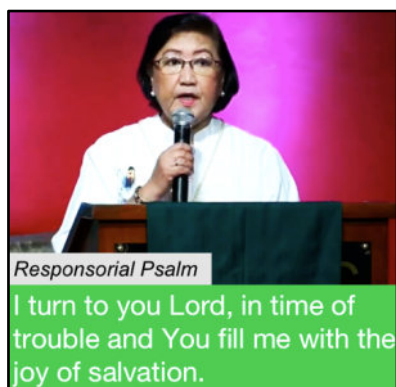 Responsorial Psalm
I turn to you Lord, in time of
trouble and You fill me with the
joy of salvation.